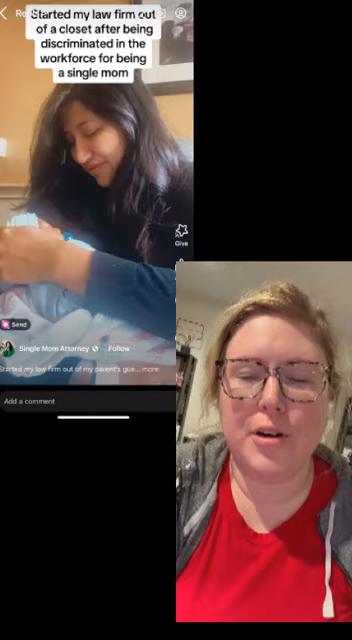 Re
Started my law firm out
of a closet after being
discriminated in the
workforce for being
a single mom
Give
Send
Single Mom Attorney
Follow
Started my law firm out of my parent's gue... more
Add a comment